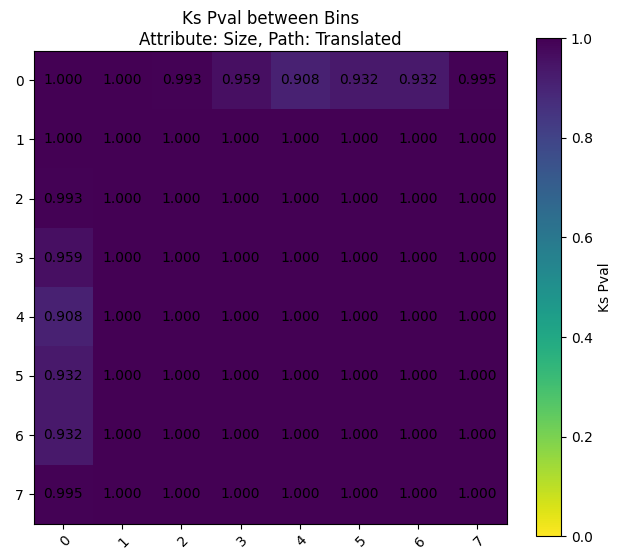 Ks Pval between Bins
Attribute: Size, Path: Translated
0 1.000 1.000 0.993 0.959 0.908 0.932 0.932 0.995
1 1.000 1.000 1.000 1.000 1.000 1.000 1.000 1.000
2 0.993 1.000 1.000 1.000 1.000 1.000 1.000 1.000
3 0.959 1.000 1.000 1.000 1.000 1.000 1.000 1.000
4 0.908 1.000 1.000 1.000 1.000 1.000 1.000 1.000
5 0.932 1.000 1.000 1.000 1.000 1.000 1.000 1.000
6 0.932 1.000 1.000 1.000 1.000 1.000 1.000 1.000
7 0.995 1.000 1.000 1.000 1.000 1.000 1.000 1.000
0 1 2 3 4 5 6 7
1.0
0.8
0.6
0.4
0.2
0.0
Ks Pval